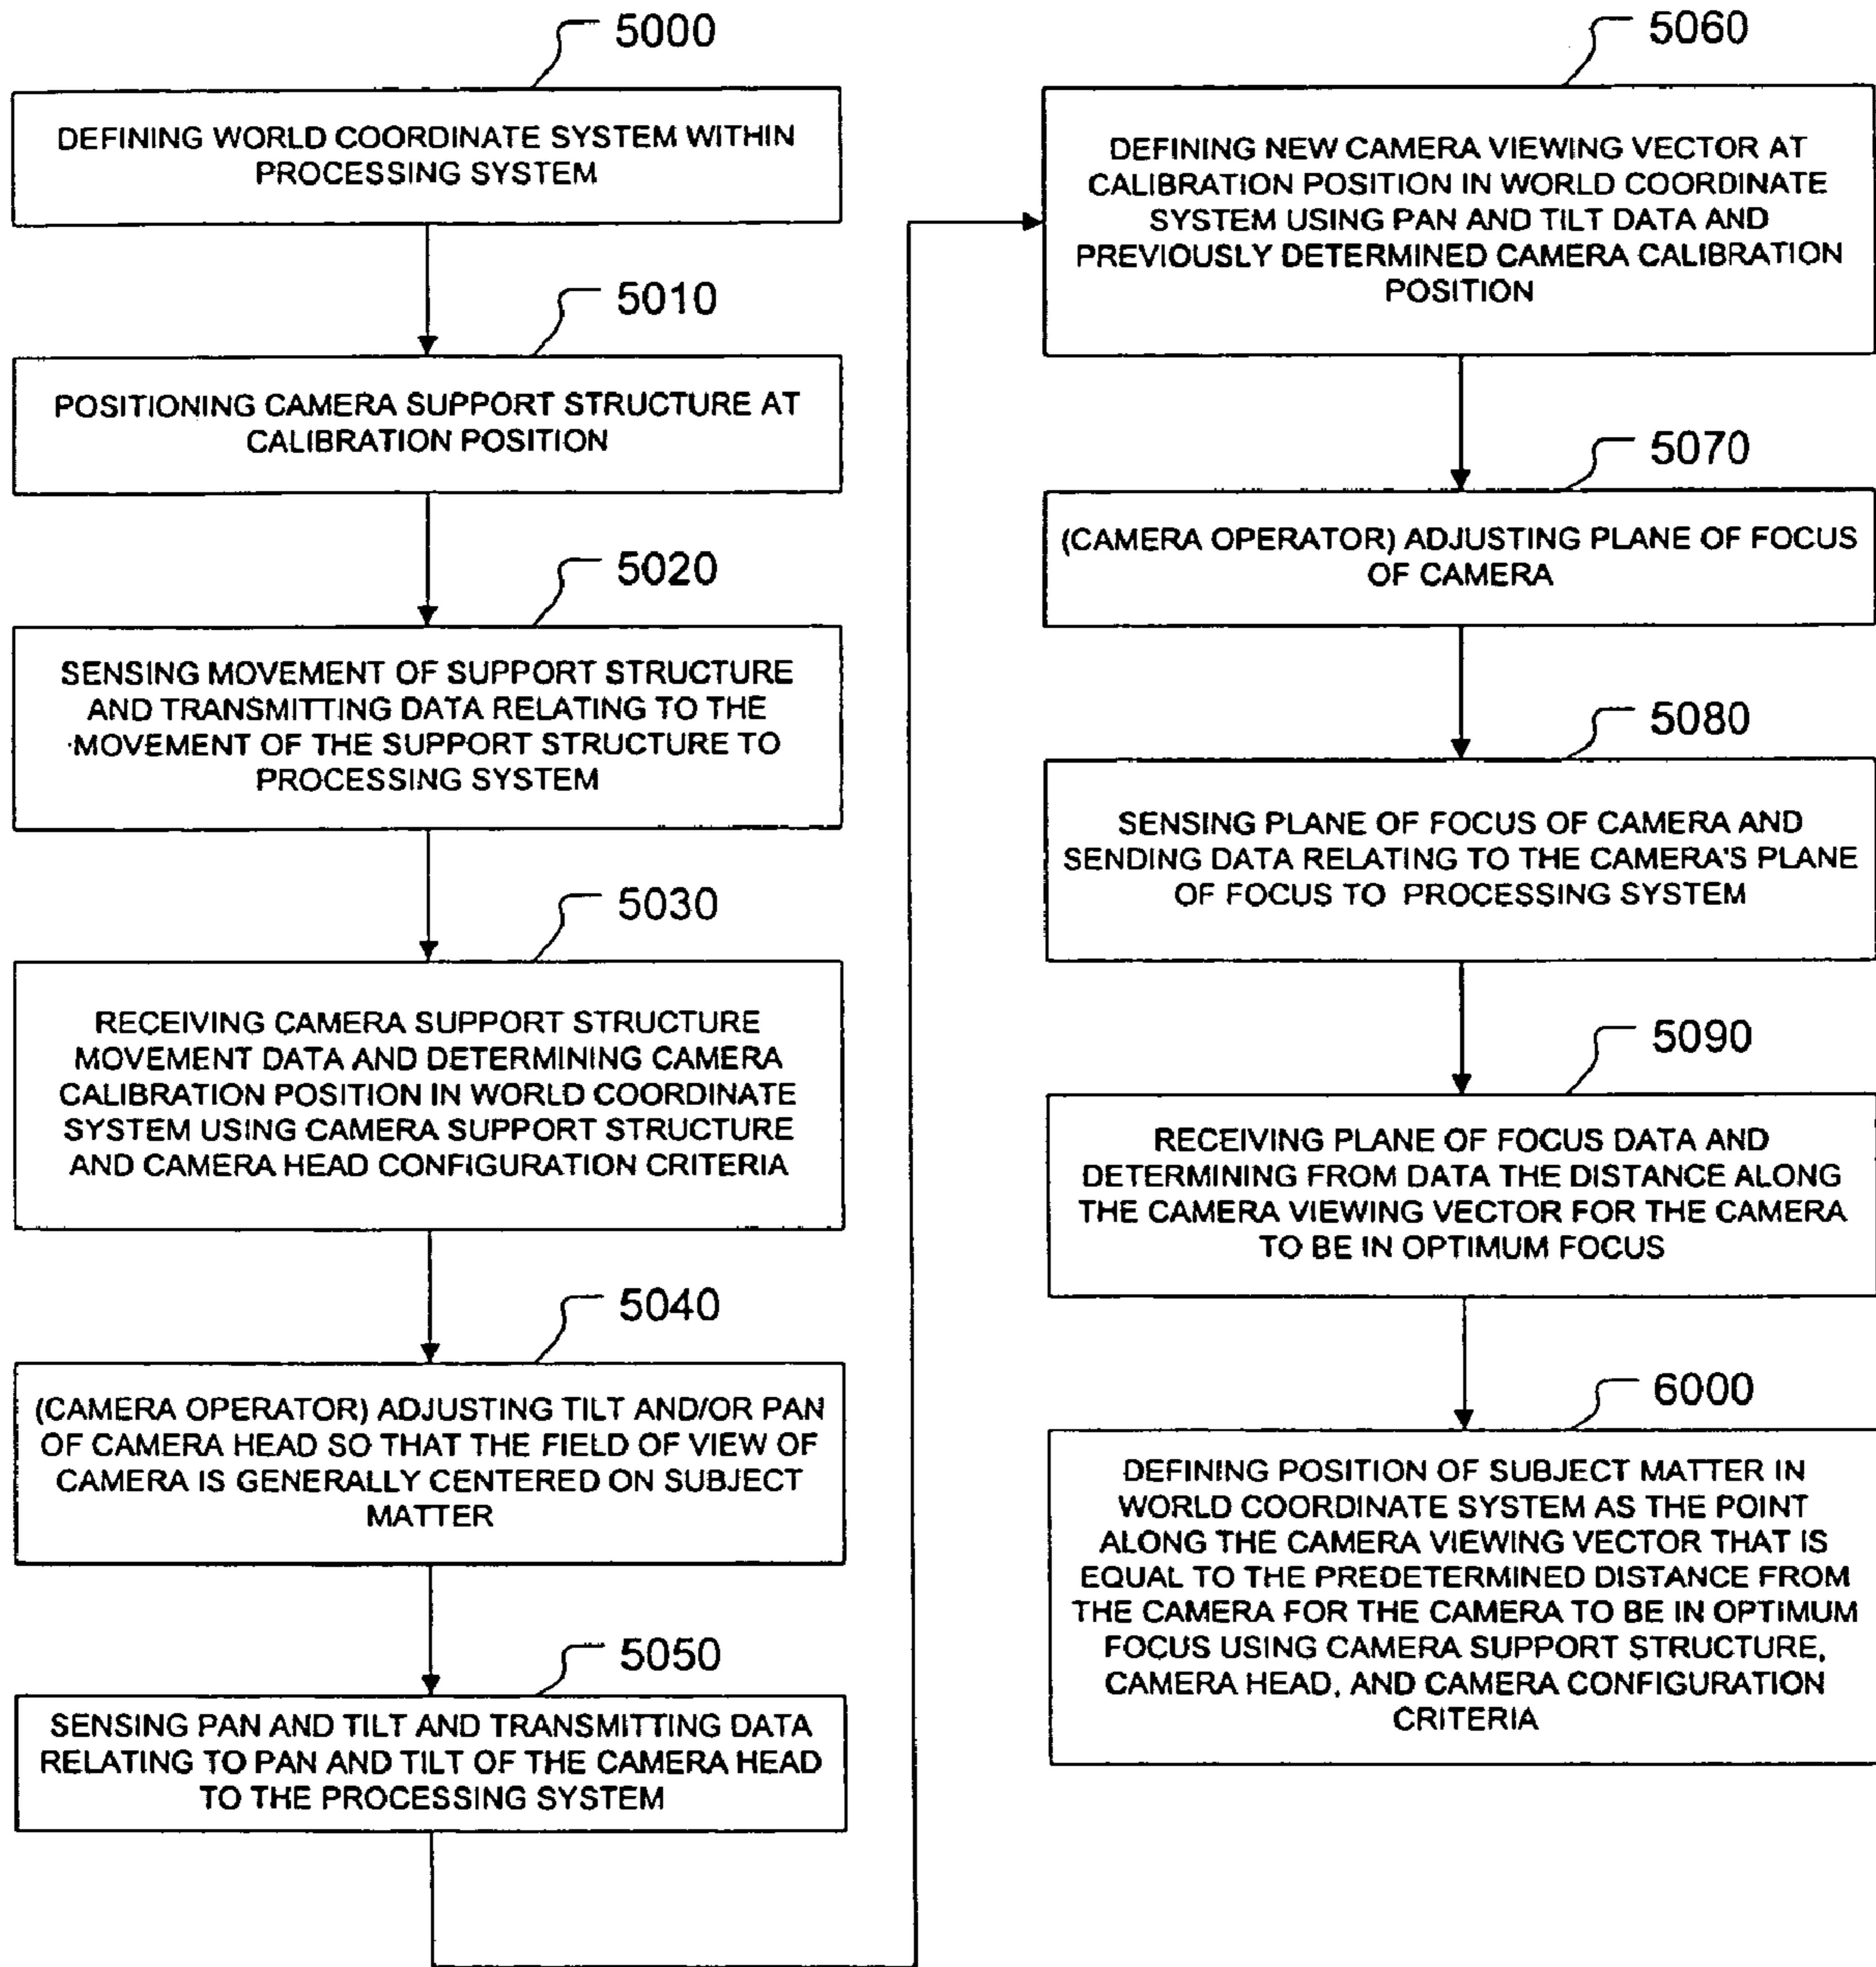 5000
DEFINING WORLD COORDINATE SYSTEM WITHIN
PROCESSING SYSTEM
5010
POSITIONING CAMERA SUPPORT STRUCTURE AT
CALIBRATION POSITION
5020
SENSING MOVEMENT OF SUPPORT STRUCTURE
AND TRANSMITTING DATA RELATING TO THE
MOVEMENT OF THE SUPPORT STRUCTURE TO
PROCESSING SYSTEM
5030
RECEIVING CAMERA SUPPORT STRUCTURE
MOVEMENT DATA AND DETERMINING CAMERA
CALIBRATION POSITION IN WORLD COORDINATE
SYSTEM USING CAMERA SUPPORT STRUCTURE
AND CAMERA HEAD CONFIGURATION CRITERIA
5040
(CAMERA OPERATOR) ADJUSTING TILT AND/OR PAN
OF CAMERA HEAD SO THAT THE FIELD OF VIEW OF
CAMERA IS GENERALLY CENTERED ON SUBJECT
MATTER
5050
SENSING PAN AND TILT AND TRANSMITTING DATA
RELATING TO PAN AND TILT OF THE CAMERA HEAD
TO THE PROCESSING SYSTEM
5060
DEFINING NEW CAMERA VIEWING VECTOR AT
CALIBRATION POSITION IN WORLD COORDINATE
SYSTEM USING PAN AND TILT DATA AND
PREVIOUSLY DETERMINED CAMERA CALIBRATION
POSITION
5070
(CAMERA OPERATOR) ADJUSTING PLANE OF FOCUS
OF CAMERA
5080
SENSING PLANE OF FOCUS OF CAMERA AND
SENDING DATA RELATING TO THE CAMERA'S PLANE
OF FOCUS TO PROCESSING SYSTEM
5090
RECEIVING PLANE OF FOCUS DATA AND
DETERMINING FROM DATA THE DISTANCE ALONG
THE CAMERA VIEWING VECTOR FOR THE CAMERA
TO BE IN OPTIMUM FOCUS
6000
DEFINING POSITION OF SUBJECT MATTER IN
WORLD COORDINATE SYSTEM AS THE POINT
ALONG THE CAMERA VIEWING VECTOR THAT IS
EQUAL TO THE PREDETERMINED DISTANCE FROM
THE CAMERA FOR THE CAMERA TO BE IN OPTIMUM
FOCUS USING CAMERA SUPPORT STRUCTURE,
CAMERA HEAD, AND CAMERA CONFIGURATION
CRITERIA